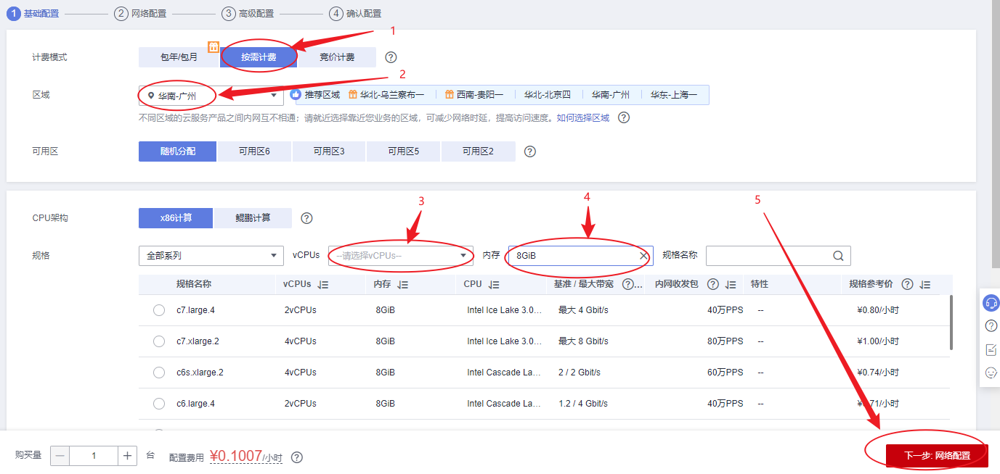 1 基础配置 2 网络配置 3 高级配置 4 确认配置
1
计费模式 包年/包月 按需计费 竞价计费 ?
2
区域 华南-广州 推荐区域 华北-乌兰察布一 西南-贵阳一 华北-北京四 华南-广州 华东-上海一
不同区域的云服务产品之间内网互不相通；请就近选择靠近您业务的区域，可减少网络时延，提高访问速度。如何选择区域 ?
可用区 随机分配 可用区6 可用区3 可用区5 可用区2 ?
3 4 5
CPU架构 x86计算 鲲鹏计算 ?
规格 全部系列 vCPUs --请选择vCPUs-- 内存 8GiB 规格名称
规格名称 vCPUs 内存 CPU 基准 / 最大带宽 ?... 内网收发包 ? 特性 规格参考价 ?
c7.large.4 2vCPUs 8GiB Intel Ice Lake 3.0... 最大 4 Gbit/s 40万PPS -- ¥0.80/小时
c7.xlarge.2 4vCPUs 8GiB Intel Ice Lake 3.0... 最大 8 Gbit/s 80万PPS -- ¥1.00/小时
c6s.xlarge.2 4vCPUs 8GiB Intel Cascade La... 2 / 2 Gbit/s 60万PPS -- ¥0.74/小时
c6.large.4 2vCPUs 8GiB Intel Cascade La... 1.2 / 4 Gbit/s 40万PPS -- 71/小时
购买量 1 台 配置费用 ¥0.1007/小时 ? 下一步: 网络配置